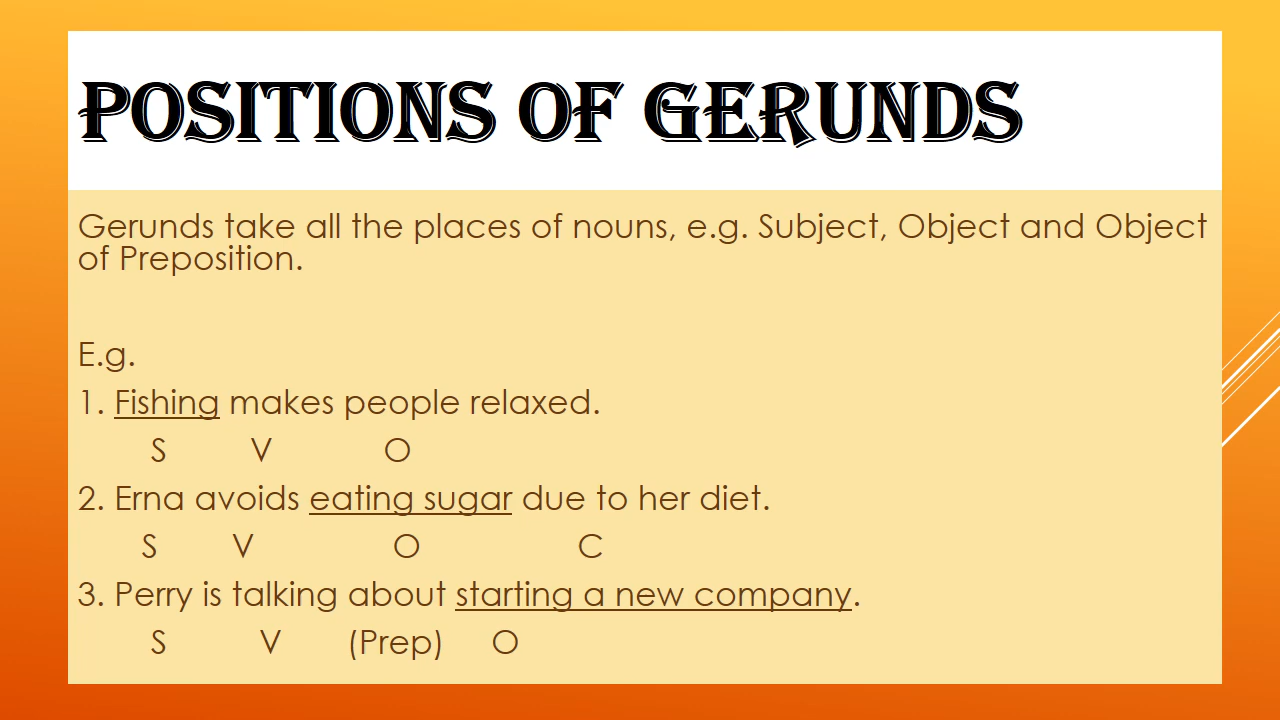 POSITIONS OF GERUNDS
Gerunds take all the places of nouns, e.g. Subject, Object and Object
of Preposition.
E.g.
1. Fishing makes people relaxed.
S V O
2. Erna avoids eating sugar due to her diet.
S V O C
3. Perry is talking about starting a new company.
S V (Prep) O